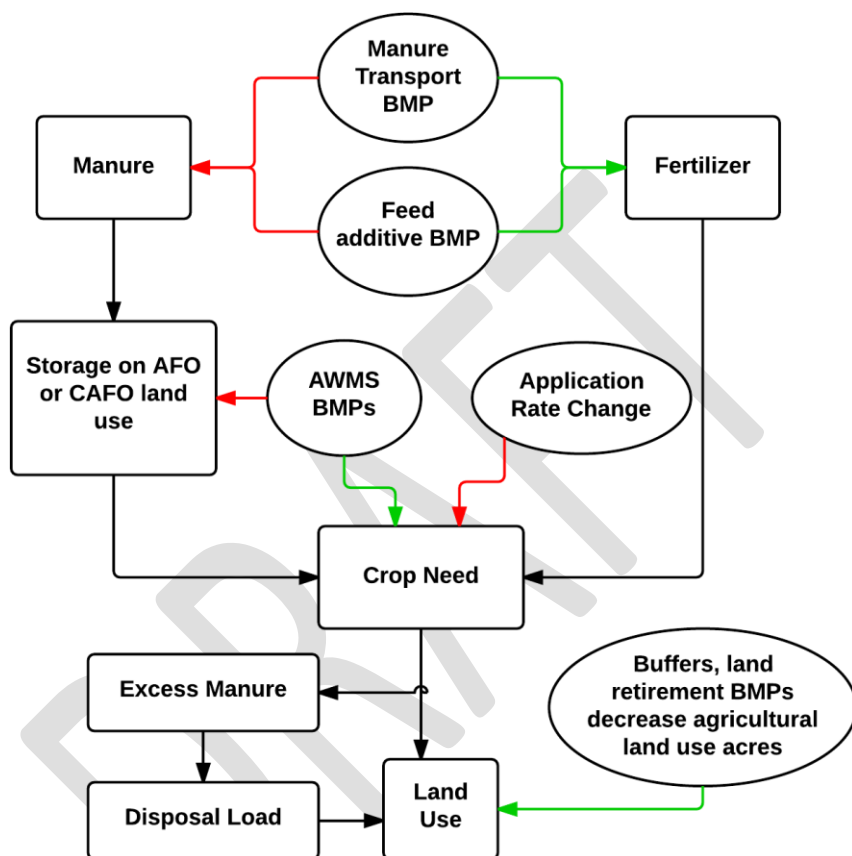 Manure
Transport
BMP
Manure
Fertilizer
Feed
additive BMP
Storage on AFO
or CAFO land
use
AWMS
BMPs
Application
Rate Change
Crop Need
Buffers, land
retirement BMPs
decrease agricultural
land use acres
Excess Manure
Land
Use
Disposal Load
DRAFT